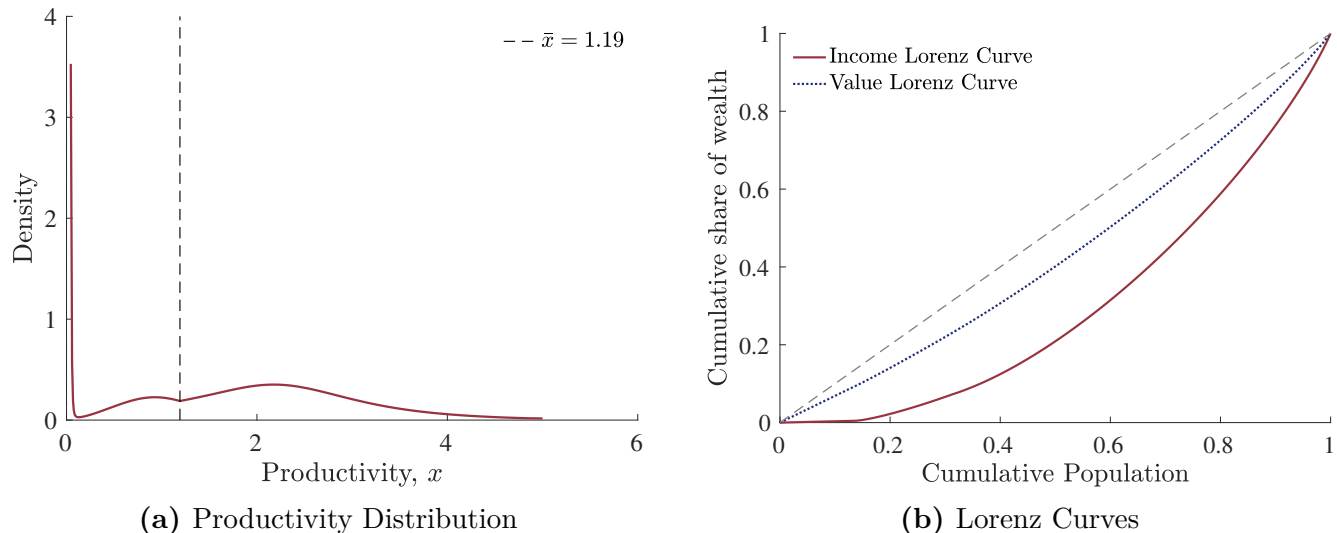 4
3
2
1
0
0
2
4
6
Density
Productivity, x
x̄ = 1.19
(a) Productivity Distribution
1
0.8
0.6
0.4
0.2
0
0
0.2
0.4
0.6
0.8
1
Cumulative share of wealth
Cumulative Population
Income Lorenz Curve
Value Lorenz Curve
(b) Lorenz Curves